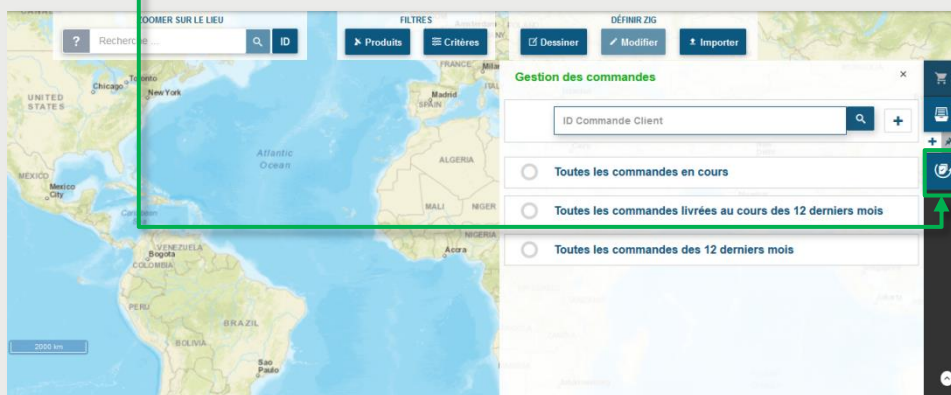 ZOOMER SUR LE LIEU
FILTRES
DÉFINIR ZIG
? Recherche ...
ID
Produits
Critères
Dessiner
Modifier
Importer
Gestion des commandes
×
ID Commande Client
+
Toutes les commandes en cours
Toutes les commandes livrées au cours des 12 derniers mois
Toutes les commandes des 12 derniers mois
Amsterdam
FRANCE
Milan
Toronto
Chicago
New York
UNITED
STATES
Madrid
SPAIN
Atlantic
Ocean
ALGERIA
MEXICO
Mexico
City
Caribbean
MALI
NIGER
NIGERIA
Accra
VENEZUELA
Bogota
COLOMBIA
PERU
BRAZIL
BOLIVIA
2000 km
Sao
Paulo